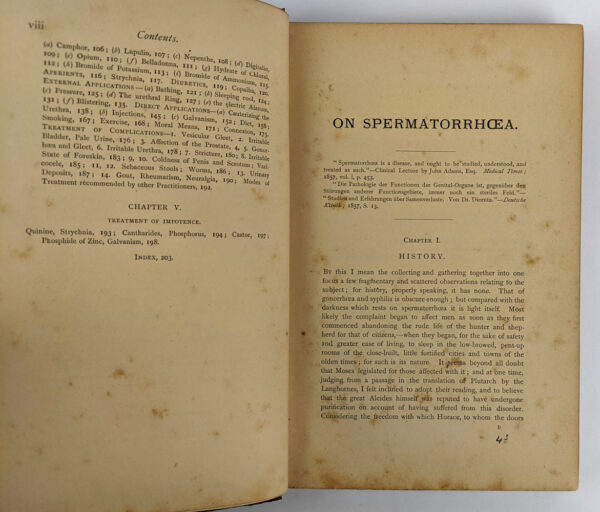 viii
Contents.
(a) Camphor, 106; (b) Lupulin, 107; (c) Nepenthe, 108; (d) Digitalis,
109; (e) Opium, 110; (f) Belladonna, 111; (g) Hydrate of Chloral,
112; (h) Bromide of Potassium, 113; (i) Bromide of Ammonium, 115.
APERIENTS, 116; Strychnia, 117. DIURETICS, 119; Copaiba, 120.
EXTERNAL APPLICATIONS—(a) Bathing, 121; (b) Sleeping cool, 124;
(c) Pressure, 125; (d) The urethral Ring, 127; (e) the electric Alarum,
131; (f) Blistering, 135. DIRECT APPLICATIONS—(a) Cauterizing the
Urethra, 138; (b) Injections, 145; (c) Galvanism, 152; Diet, 158;
Smoking, 167; Exercise, 168; Moral Means, 171; Connexion, 175.
TREATMENT OF COMPLICATIONS—1. Vesicular Gleet, 2. Irritable
Bladder, Pale Urine, 176; 3. Affection of the Prostate, 4, 5. Gonor-
rhœa and Gleet, 6. Irritable Urethra, 178; 7. Stricture, 180; 8. Irritable
State of Foreskin, 183; 9, 10. Coldness of Penis and Scrotum; Vari-
cocele, 185; 11, 12. Sebaceous Stools; Worms, 186; 13. Urinary
Deposits, 187; 14. Gout, Rheumatism, Neuralgia, 190; Modes of
Treatment recommended by other Practitioners, 192.
CHAPTER V.
TREATMENT OF IMPOTENCE.
Quinine, Strychnia, 193; Cantharides, Phosphorus, 194; Castor, 197;
Phosphide of Zinc, Galvanism, 198.
INDEX, 203.
ON SPERMATORRHŒA.
"Spermatorrhœa is a disease, and ought to be studied, understood, and
treated as such."—Clinical Lecture by John Adams, Esq. Medical Times:
1857, vol. i, p. 453.
"Die Pathologie der Functionen der Genital-Organe ist, gegenüber den
Störungen anderer Functionsgebiete, immer noch ein steriles Feld."—
"Studien und Erfahrungen über Samenverluste. Von Dr.
Klinik: 1857, S. 13.
CHAPTER I.
HISTORY.
BY this I mean the collecting and gathering together into one
focus a few fragmentary and scattered observations relating to the
subject; for history, properly speaking, it has none. That of
gonorrhœa and syphilis is obscure enough; but compared with the
darkness which rests on spermatorrhœa it is light itself. Most
likely the complaint began to affect men as soon as they first
commenced abandoning the rude life of the hunter and shep-
herd for that of citizens,—when they began, for the sake of safety
and greater ease of living, to sleep in the low-browed, pent-up
rooms of the close-built, little fortified cities and towns of the
olden times; for such is its nature. It seems beyond all doubt
that Moses legislated for those affected with it; and at one time,
judging from a passage in the translation of Plutarch by the
Langhornes, I felt inclined to adopt their reading, and to believe
that the great Alcides himself was reputed to have undergone
purification on account of having suffered from this disorder.
Considering the freedom with which Horace, to whom the doors
48